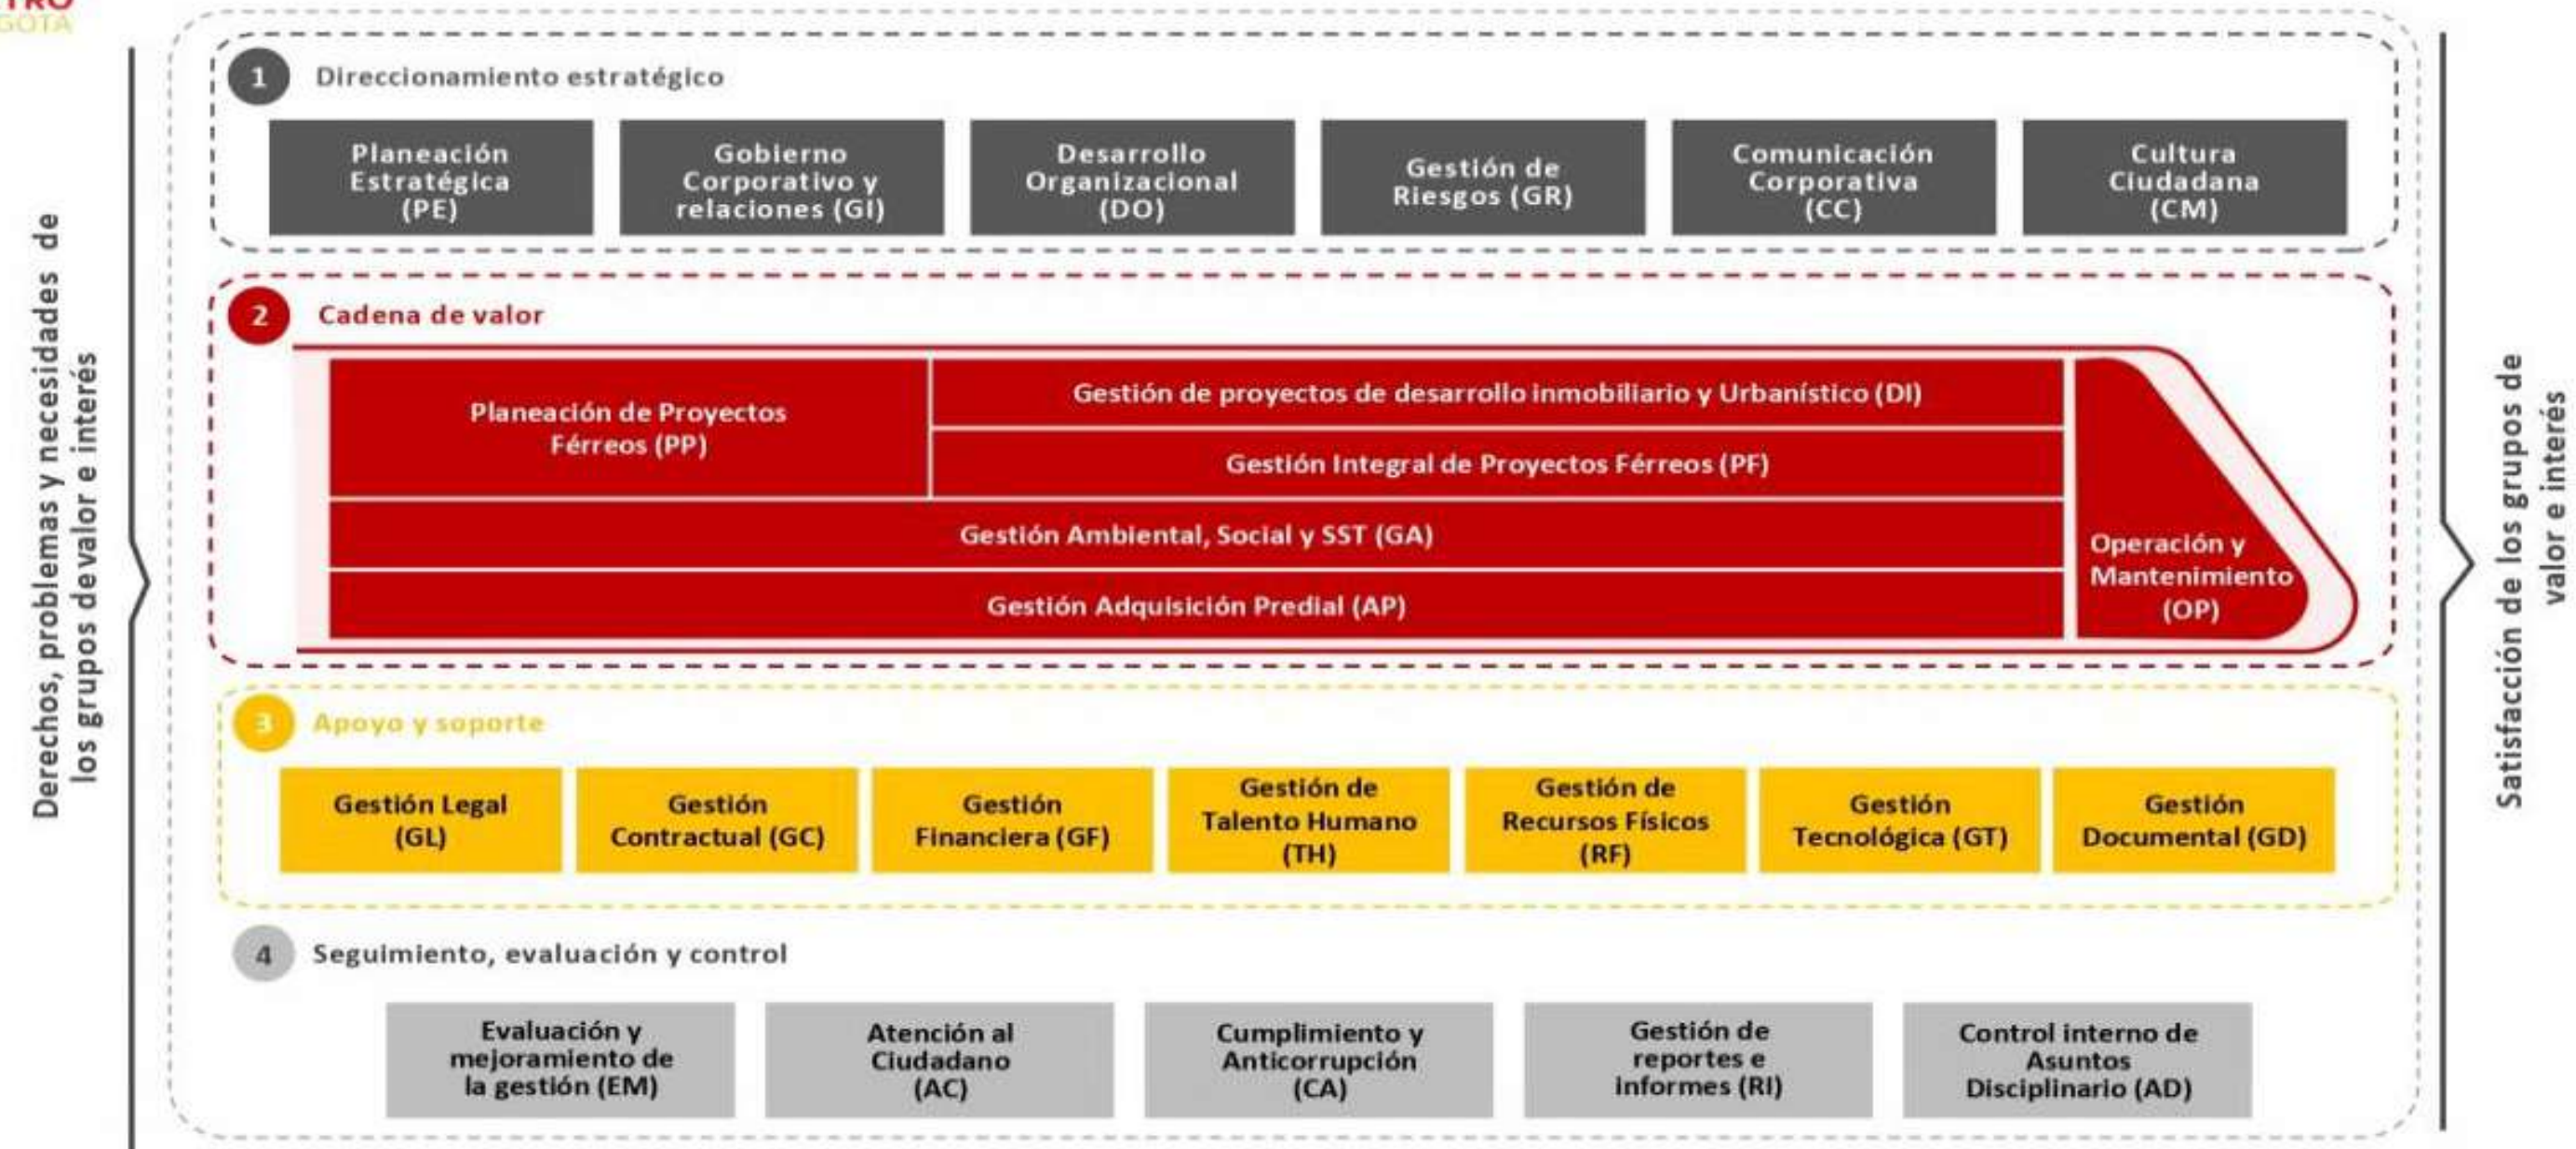 GOTÁ
1
Direccionamiento estratégico
Planeación
Estratégica
(PE)
Gobierno
Corporativo y
relaciones (GI)
Desarrollo
Organizacional
(DO)
Gestión de
Riesgos (GR)
Comunicación
Corporativa
(CC)
Cultura
Ciudadana
(CM)
Derechos, problemas y necesidades de
los grupos devalor e interés
2
Cadena de valor
Planeación de Proyectos
Férreos (PP)
Gestión de proyectos de desarrollo inmobiliario y Urbanístico (DI)
Gestión Integral de Proyectos Férreos (PF)
Gestión Ambiental, Social y SST (GA)
Gestión Adquisición Predial (AP)
Operación y
Mantenimiento
(OP)
3
Apoyo y soporte
Gestión Legal
(GL)
Gestión
Contractual (GC)
Gestión
Financiera (GF)
Gestión de
Talento Humano
(TH)
Gestión de
Recursos Físicos
(RF)
Gestión
Tecnológica (GT)
Gestión
Documental (GD)
4
Seguimiento, evaluación y control
Evaluación y
mejoramiento de
la gestión (EM)
Atención al
Ciudadano
(AC)
Cumplimiento y
Anticorrupción
(CA)
Gestión de
reportes e
informes (RI)
Control interno de
Asuntos
Disciplinario (AD)
Satisfacción de los grupos de
valor e interés